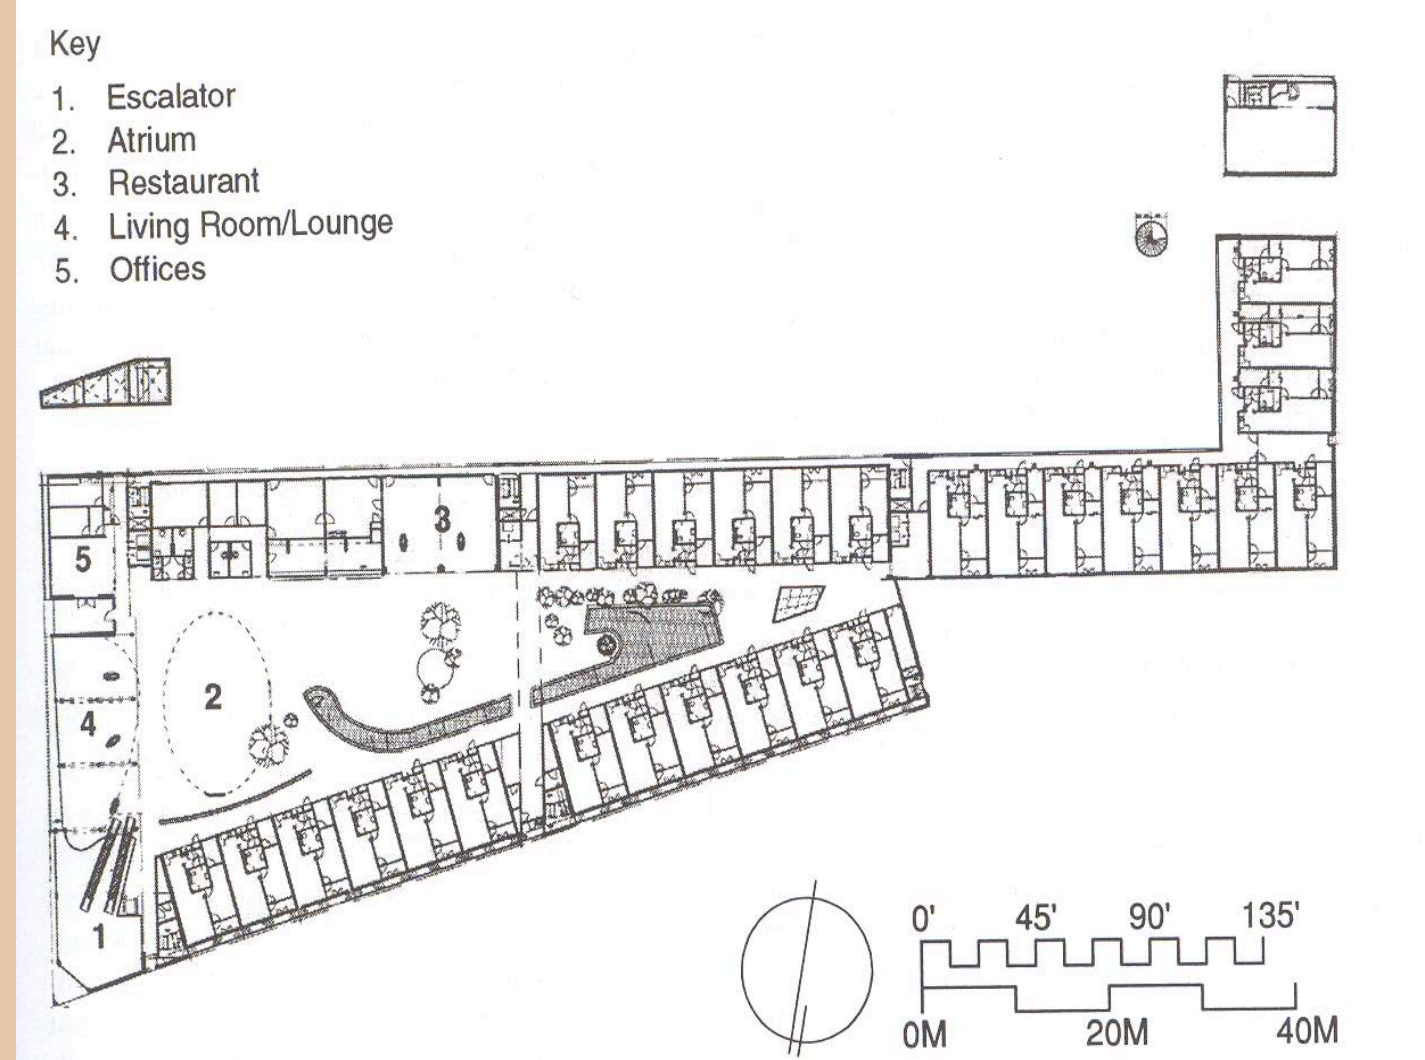 Key
1. Escalator
2. Atrium
3. Restaurant
4. Living Room/Lounge
5. Offices
3
5
2
4
1
0' 45' 90' 135'
0M 20M 40M